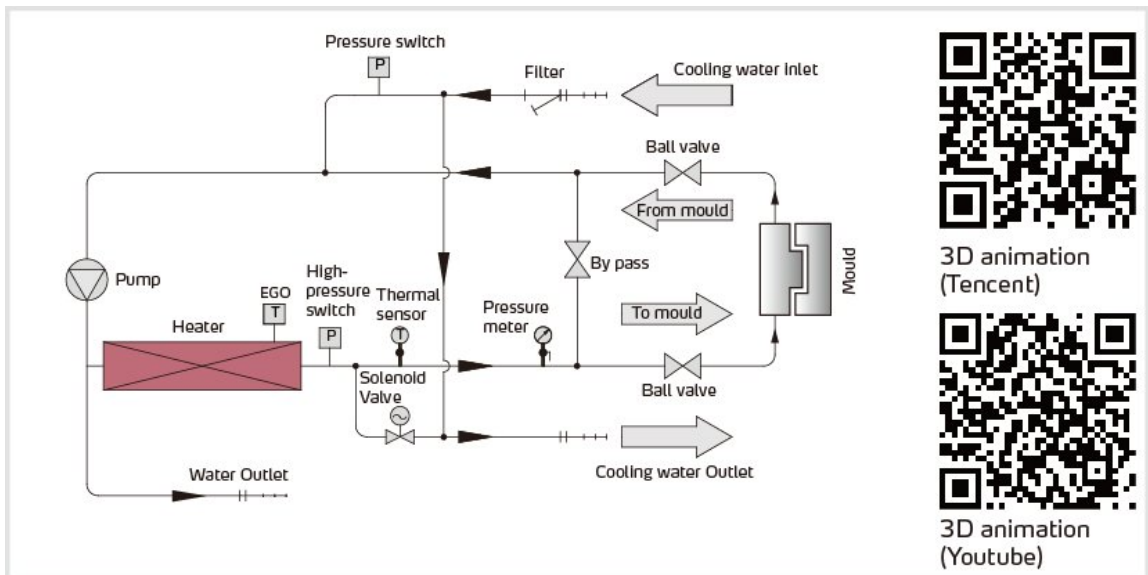 Pressure switch
P
Filter
Cooling water inlet
Ball valve
From mould
By pass
Mould
Pump
EGO
T
High-
pressure
switch
P
Thermal
sensor
T
Pressure
meter
To mould
Heater
Solenoid
Valve
Ball valve
Water Outlet
Cooling water Outlet
3D animation
(Tencent)
3D animation
(Youtube)